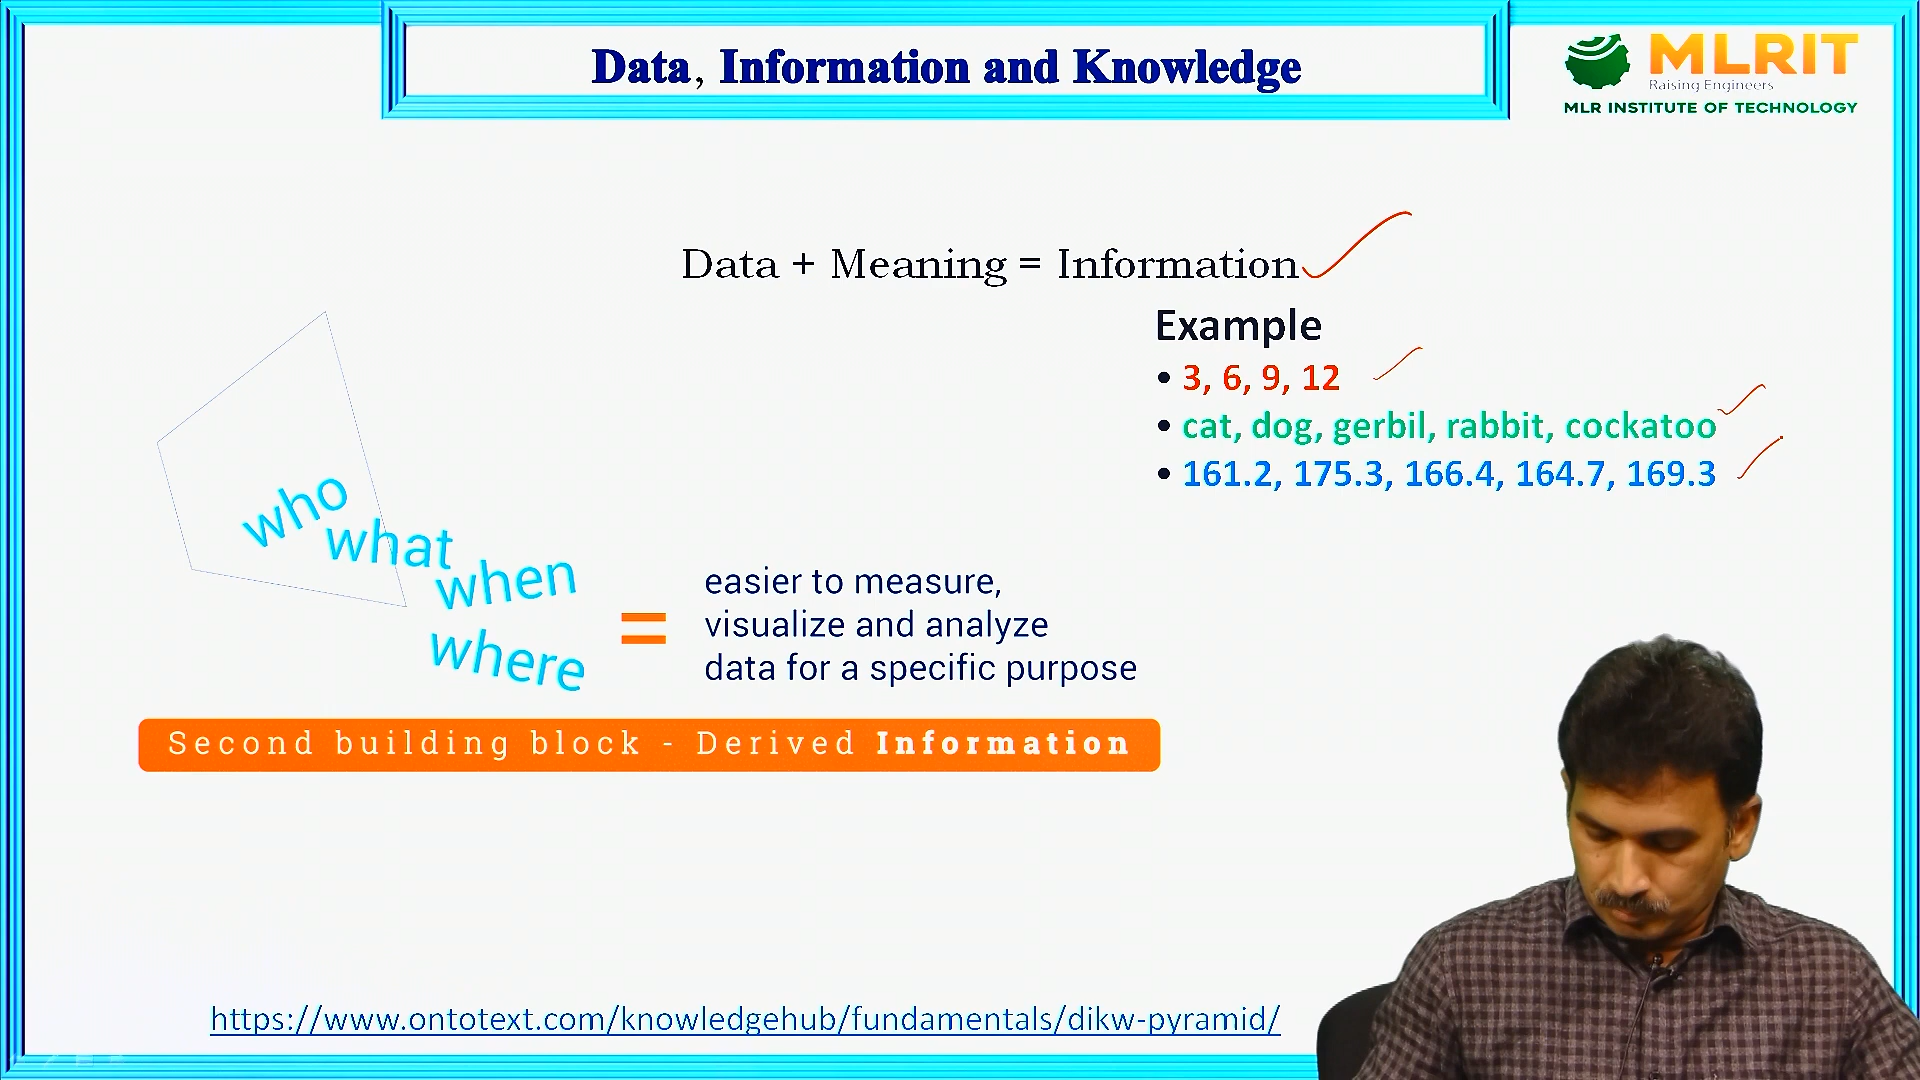 Data, Information and Knowledge
MLRIT
Raising Engineers
MLR INSTITUTE OF TECHNOLOGY
Data + Meaning = Information
Example
• 3, 6, 9, 12
• cat, dog, gerbil, rabbit, cockatoo
• 161.2, 175.3, 166.4, 164.7, 169.3
who
what
when
where
=
easier to measure,
visualize and analyze
data for a specific purpose
Second building block - Derived Information
https://www.ontotext.com/knowledgehub/fundamentals/dikw-pyramid/